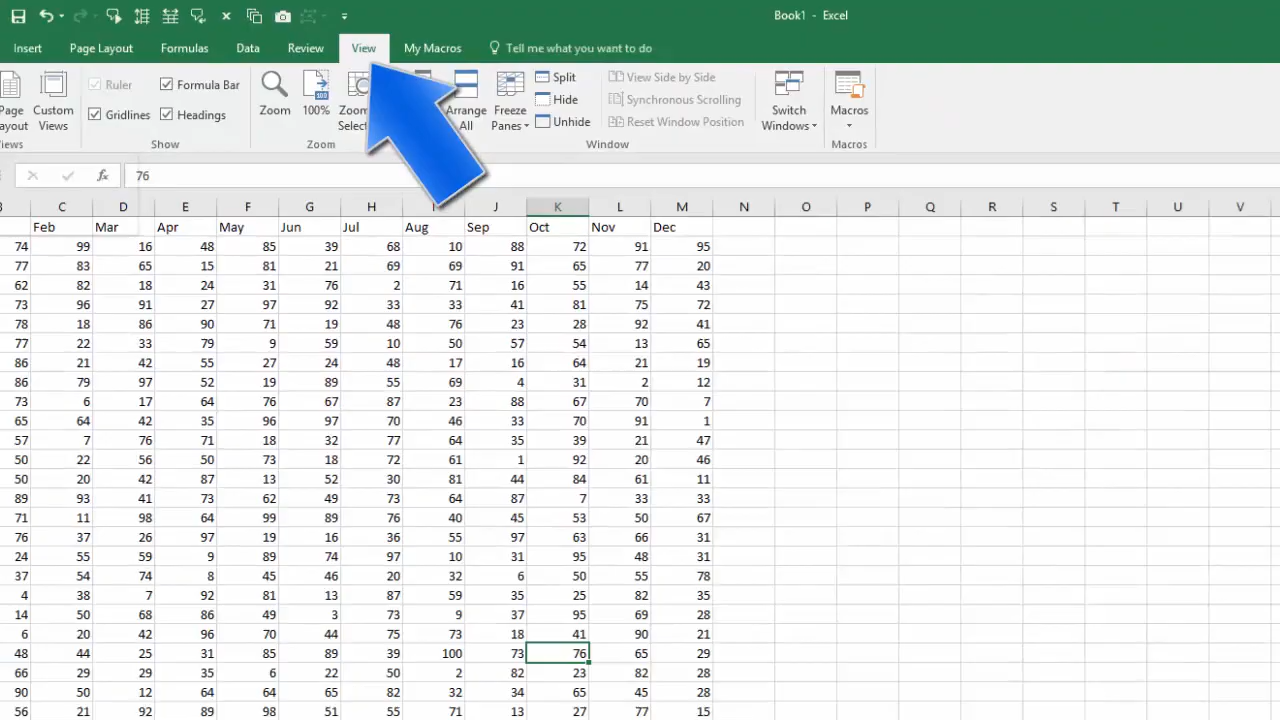 Book1 - Excel
Insert Page Layout Formulas Data Review View My Macros Tell me what you want to do
Ruler Formula Bar
Gridlines Headings
Show
Page
ayout
Custom
Views
iews
Zoom
100%
Zoom
Selec
Zoom
Arrange
All
Freeze
Panes
Split
Hide
Unhide
View Side by Side
Synchronous Scrolling
Reset Window Position
Window
Switch
Windows
Macros
Macros
fx 76
C D E F G H I J K L M N O P Q R S T U V
Feb Mar Apr May Jun Jul Aug Sep Oct Nov Dec
74 99 16 48 85 39 68 10 88 72 91 95
77 83 65 15 81 21 69 69 91 65 77 20
62 82 18 24 31 76 2 71 16 55 14 43
73 96 91 27 97 92 33 33 41 81 75 72
78 18 86 90 71 19 48 76 23 28 92 41
77 22 33 79 9 59 10 50 57 54 13 65
86 21 42 55 27 24 48 17 16 64 21 19
86 79 97 52 19 89 55 69 4 31 2 12
73 6 17 64 76 67 87 23 88 67 70 7
65 64 42 35 96 97 70 46 33 70 91 1
57 7 76 71 18 32 77 64 35 39 21 47
50 22 56 50 73 18 72 61 1 92 20 46
50 20 42 87 13 52 30 81 44 84 61 11
89 93 41 73 62 49 73 64 87 7 33 33
71 11 98 64 99 89 76 40 45 53 50 67
76 37 26 97 19 16 36 55 97 63 66 31
24 55 59 9 89 74 97 10 31 95 48 31
37 54 74 8 45 46 20 32 6 50 55 78
4 38 7 92 81 13 87 59 35 25 82 35
14 50 68 86 49 3 73 9 37 95 69 28
6 20 42 96 70 44 75 73 18 41 90 21
48 44 25 31 85 89 39 100 73 76 65 29
66 29 29 35 6 22 50 2 82 23 82 28
90 50 12 64 64 65 82 32 34 65 45 28
56 21 92 89 98 51 55 71 13 27 77 15